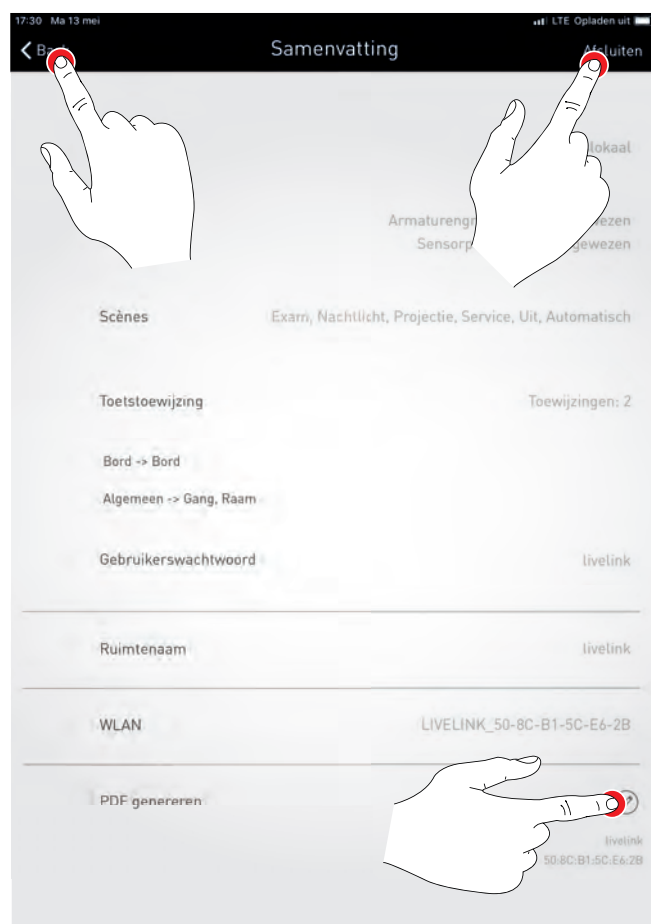 17:30 Ma 13 mei LTE Opladen uit
Samenvatting Afsluiten
lokaal
Scènes Exam, Nachtlicht, Projectie, Service, Uit, Automatisch
Toetstoewijzing Toewijzingen: 2
Bord -> Bord
Algemeen -> Gang, Raam
Gebruikerswachtwoord livelink
Ruimtenaam livelink
WLAN LIVELINK_50-8C-B1-5C-E6-2B
PDF genereren
livelink
50:8C:B1:5C:E6:2B